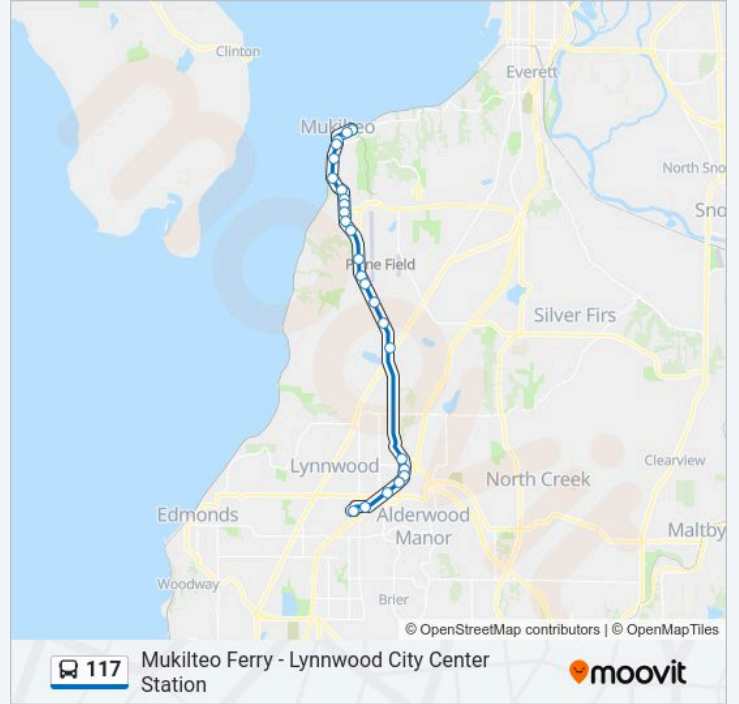 Clinton
Everett
Mukilteo
North Sno
Sno
Paine Field
Silver Firs
Lynnwood
Clearview
North Creek
Edmonds
Alderwood
Manor
Maltby
Woodway
Brier
© OpenStreetMap contributors | © OpenMapTiles
117
Mukilteo Ferry - Lynnwood City Center
Station
moovit
moovit